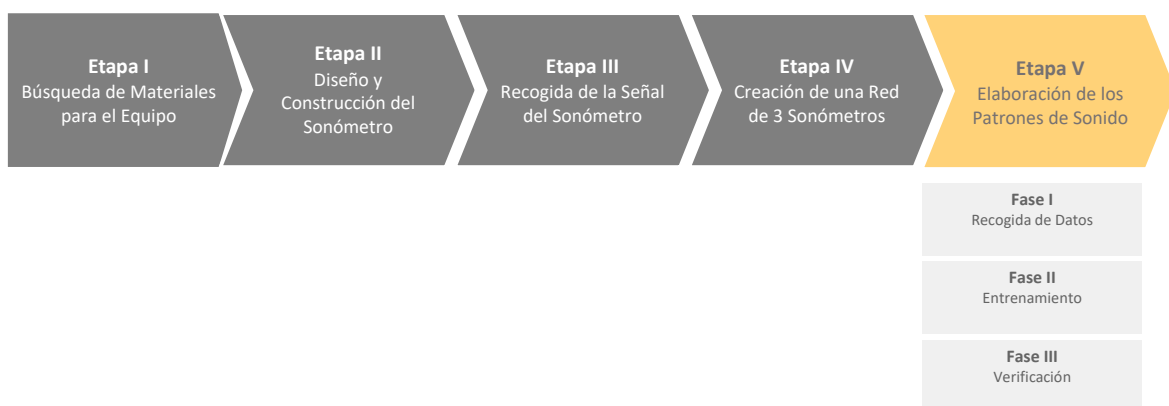 Etapa I
Búsqueda de Materiales
para el Equipo
Etapa II
Diseño y
Construcción del
Sonómetro
Etapa III
Recogida de la Señal
del Sonómetro
Etapa IV
Creación de una Red
de 3 Sonómetros
Etapa V
Elaboración de los
Patrones de Sonido
Fase I
Recogida de Datos
Fase II
Entrenamiento
Fase III
Verificación